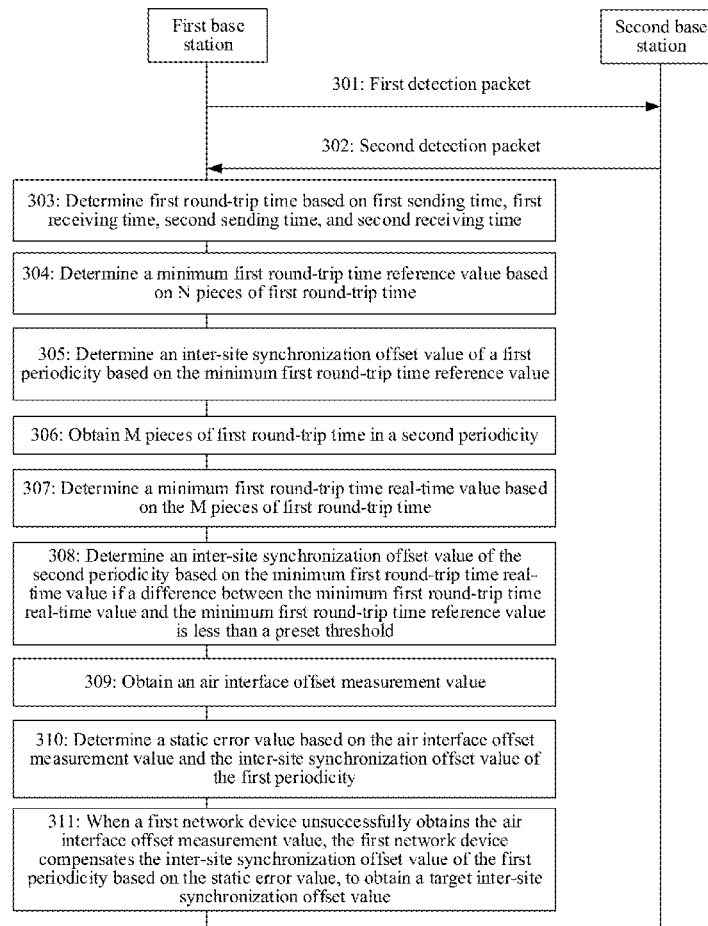 First base
station
Second base
station
301: First detection packet
302: Second detection packet
303: Determine first round-trip time based on first sending time, first
receiving time, second sending time, and second receiving time
304: Determine a minimum first round-trip time reference value based
on N pieces of first round-trip time
305: Determine an inter-site synchronization offset value of a first
periodicity based on the minimum first round-trip time reference value
306: Obtain M pieces of first round-trip time in a second periodicity
307: Determine a minimum first round-trip time real-time value based
on the M pieces of first round-trip time
308: Determine an inter-site synchronization offset value of the
second periodicity based on the minimum first round-trip time real-
time value if a difference between the minimum first round-trip time
real-time value and the minimum first round-trip time reference value
is less than a preset threshold
309: Obtain an air interface offset measurement value
310: Determine a static error value based on the air interface offset
measurement value and the inter-site synchronization offset value of
the first periodicity
311: When a first network device unsuccessfully obtains the air
interface offset measurement value, the first network device
compensates the inter-site synchronization offset value of the first
periodicity based on the static error value, to obtain a target inter-site
synchronization offset value